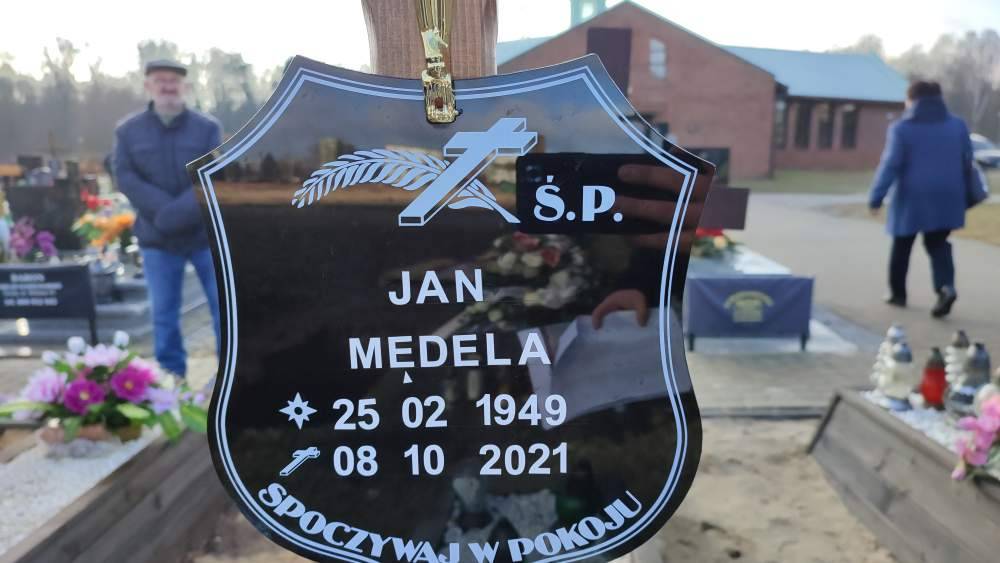 Ś.P.
JAN
MĘDELA
25 02 1949
08 10 2021
SPOCZYWAJ W POKOJU